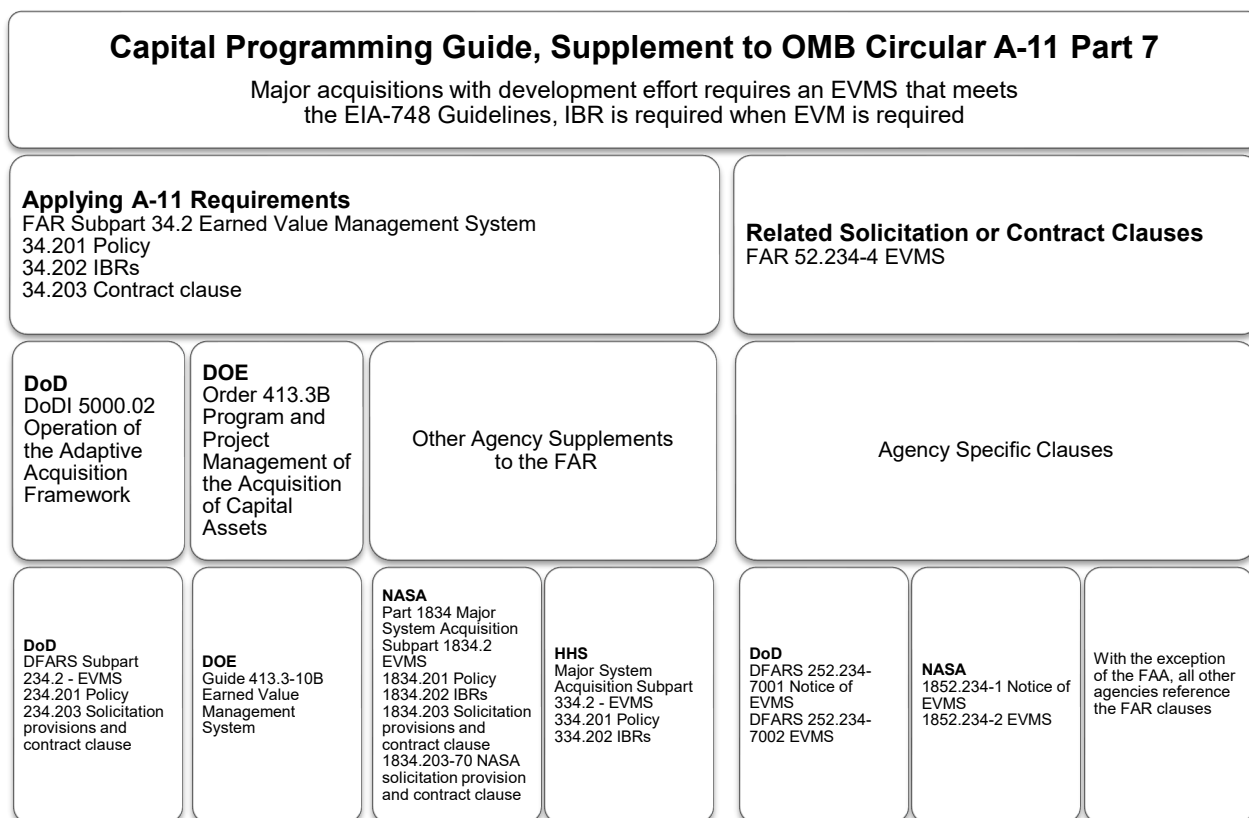 Capital Programming Guide, Supplement to OMB Circular A-11 Part 7
Major acquisitions with development effort requires an EVMS that meets
the EIA-748 Guidelines, IBR is required when EVM is required
Applying A-11 Requirements
FAR Subpart 34.2 Earned Value Management System
34.201 Policy
34.202 IBRs
34.203 Contract clause
Related Solicitation or Contract Clauses
FAR 52.234-4 EVMS
DoD
DoDI 5000.02
Operation of
the Adaptive
Acquisition
Framework
DOE
Order 413.3B
Program and
Project
Management of
the Acquisition
of Capital
Assets
Other Agency Supplements
to the FAR
Agency Specific Clauses
DoD
DFARS Subpart
234.2 - EVMS
234.201 Policy
234.203 Solicitation
provisions and
contract clause
DOE
Guide 413.3-10B
Earned Value
Management
System
NASA
Part 1834 Major
System Acquisition
Subpart 1834.2
EVMS
1834.201 Policy
1834.202 IBRs
1834.203 Solicitation
provisions and
contract clause
1834.203-70 NASA
solicitation provision
and contract clause
HHS
Major System
Acquisition Subpart
334.2 - EVMS
334.201 Policy
334.202 IBRs
DoD
DFARS 252.234-
7001 Notice of
EVMS
DFARS 252.234-
7002 EVMS
NASA
1852.234-1 Notice of
EVMS
1852.234-2 EVMS
With the exception
of the FAA, all other
agencies reference
the FAR clauses